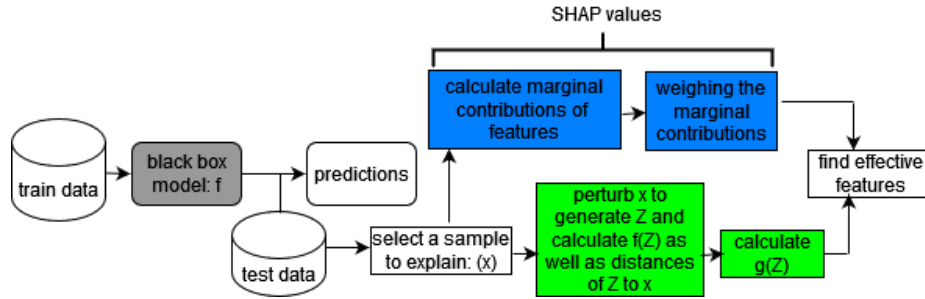 SHAP values
calculate marginal
contributions of
features
weighing the
marginal
contributions
train data
black box
model: f
predictions
find effective
features
test data
select a sample
to explain: (x)
perturb x to
generate Z and
calculate f(Z) as
well as distances
of Z to x
calculate
g(Z)